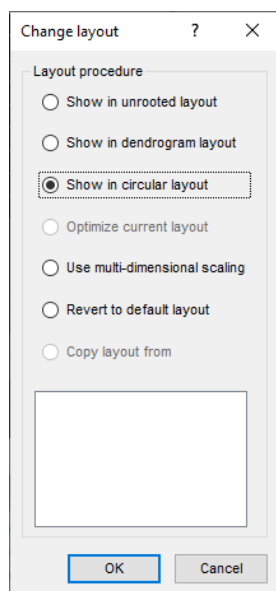 Change layout ?
Layout procedure
Show in unrooted layout
Show in dendrogram layout
Show in circular layout
Optimize current layout
Use multi-dimensional scaling
Revert to default layout
Copy layout from
OK Cancel